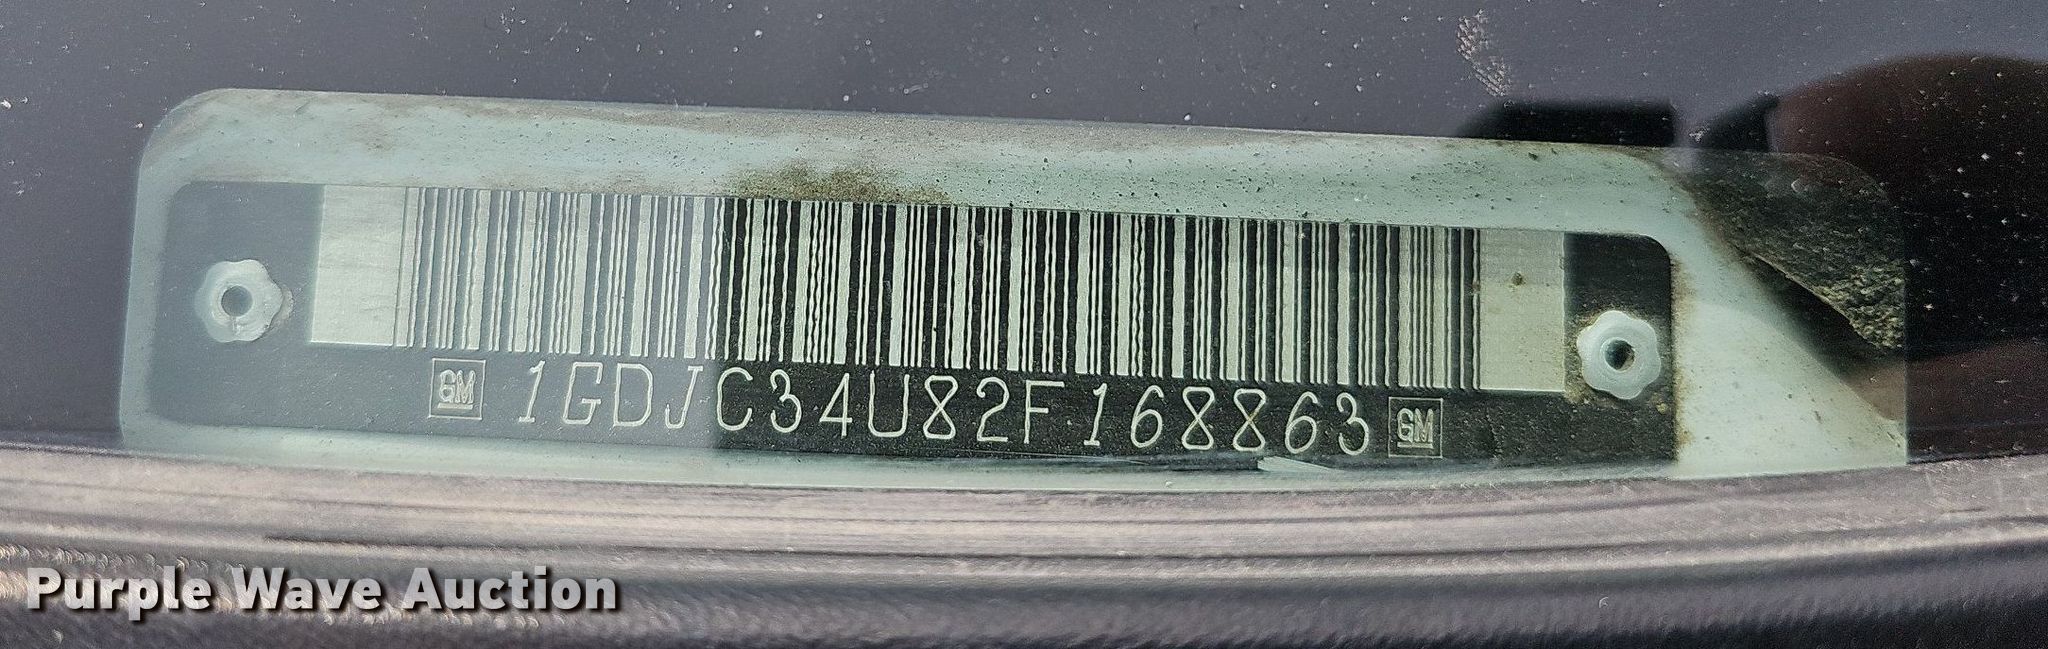 GM 1GDJC34U82F168863 GM
Purple Wave Auction